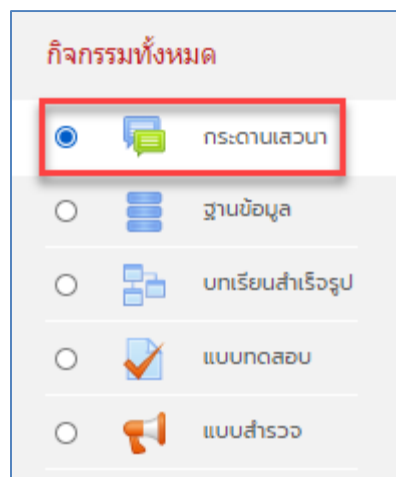 กิจกรรมทั้งหมด
กระดานเสวนา
ฐานข้อมูล
บทเรียนสำเร็จรูป
แบบทดสอบ
แบบสำรวจ